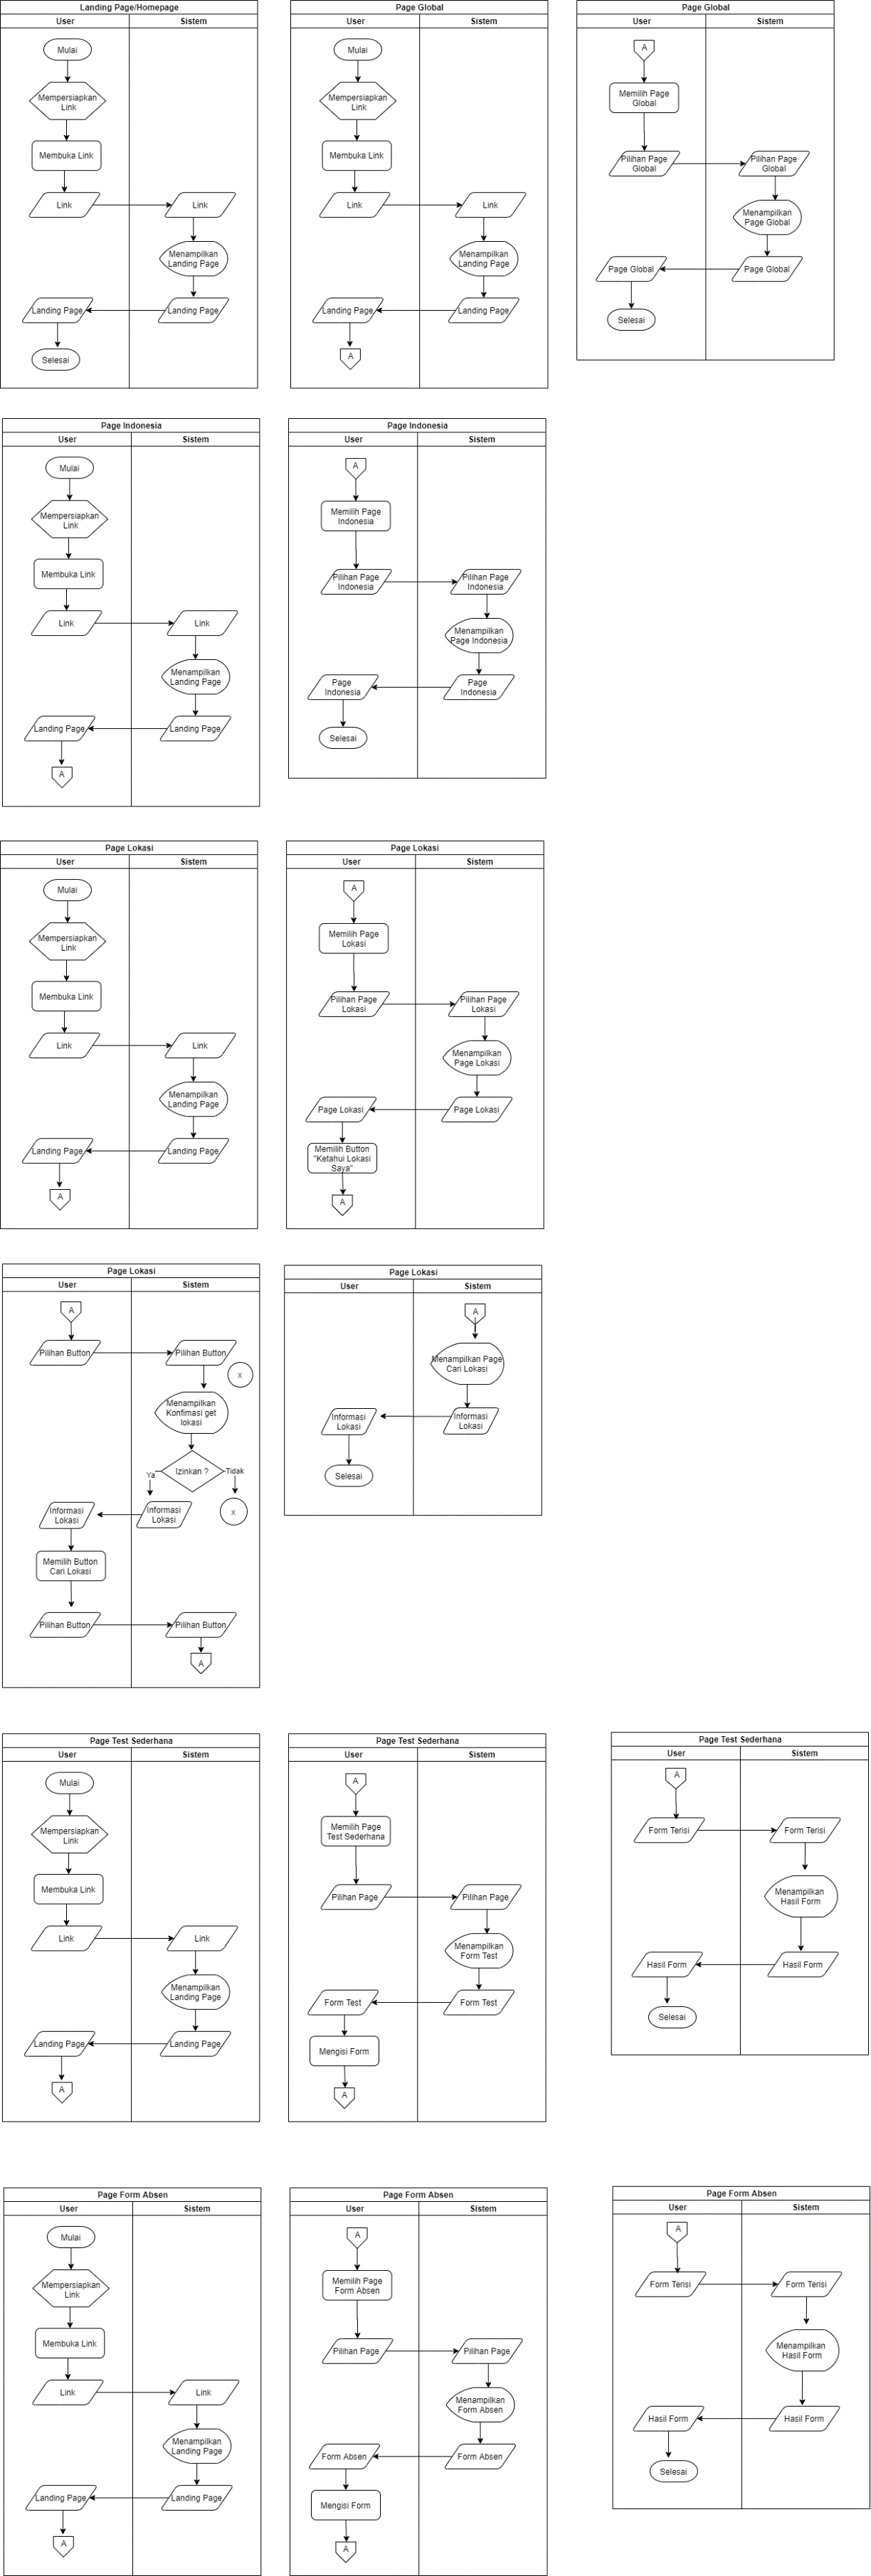 Landing Page/Homepage
User
Sistem
Mulai
Mempersiapkan
Link
Membuka Link
Link
Link
Menampilkan
Landing Page
Landing Page
Landing Page
Selesai
Page Global
User
Sistem
Mulai
Mempersiapkan
Link
Membuka Link
Link
Link
Menampilkan
Landing Page
Landing Page
Landing Page
A
Page Global
User
Sistem
A
Memilih Page
Global
Pilihan Page
Global
Pilihan Page
Global
Menampilkan
Page Global
Page Global
Page Global
Selesai
Page Indonesia
User
Sistem
Mulai
Mempersiapkan
Link
Membuka Link
Link
Link
Menampilkan
Landing Page
Landing Page
Landing Page
A
Page Indonesia
User
Sistem
A
Memilih Page
Indonesia
Pilihan Page
Indonesia
Pilihan Page
Indonesia
Menampilkan
Page Indonesia
Page
Indonesia
Page
Indonesia
Selesai
Page Lokasi
User
Sistem
Mulai
Mempersiapkan
Link
Membuka Link
Link
Link
Menampilkan
Landing Page
Landing Page
Landing Page
A
Page Lokasi
User
Sistem
A
Memilih Page
Lokasi
Pilihan Page
Lokasi
Pilihan Page
Lokasi
Menampilkan
Page Lokasi
Page Lokasi
Page Lokasi
Memilih Button
"Ketahui Lokasi
Saya"
A
Page Lokasi
User
Sistem
A
Pilihan Button
Pilihan Button
x
Menampilkan
Konfimasi get
lokasi
Izinkan ?
Ya
Tidak
Informasi
Lokasi
Informasi
Lokasi
x
Memilih Button
Cari Lokasi
Pilihan Button
Pilihan Button
A
Page Lokasi
User
Sistem
A
Menampilkan Page
Cari Lokasi
Informasi
Lokasi
Informasi
Lokasi
Selesai
Page Test Sederhana
User
Sistem
Mulai
Mempersiapkan
Link
Membuka Link
Link
Link
Menampilkan
Landing Page
Landing Page
Landing Page
A
Page Test Sederhana
User
Sistem
A
Memilih Page
Test Sederhana
Pilihan Page
Pilihan Page
Menampilkan
Form Test
Form Test
Form Test
Mengisi Form
A
Page Test Sederhana
User
Sistem
A
Form Terisi
Form Terisi
Menampilkan
Hasil Form
Hasil Form
Hasil Form
Selesai
Page Form Absen
User
Sistem
Mulai
Mempersiapkan
Link
Membuka Link
Link
Link
Menampilkan
Landing Page
Landing Page
Landing Page
A
Page Form Absen
User
Sistem
A
Memilih Page
Form Absen
Pilihan Page
Pilihan Page
Menampilkan
Form Absen
Form Absen
Form Absen
Mengisi Form
A
Page Form Absen
User
Sistem
A
Form Terisi
Form Terisi
Menampilkan
Hasil Form
Hasil Form
Hasil Form
Selesai